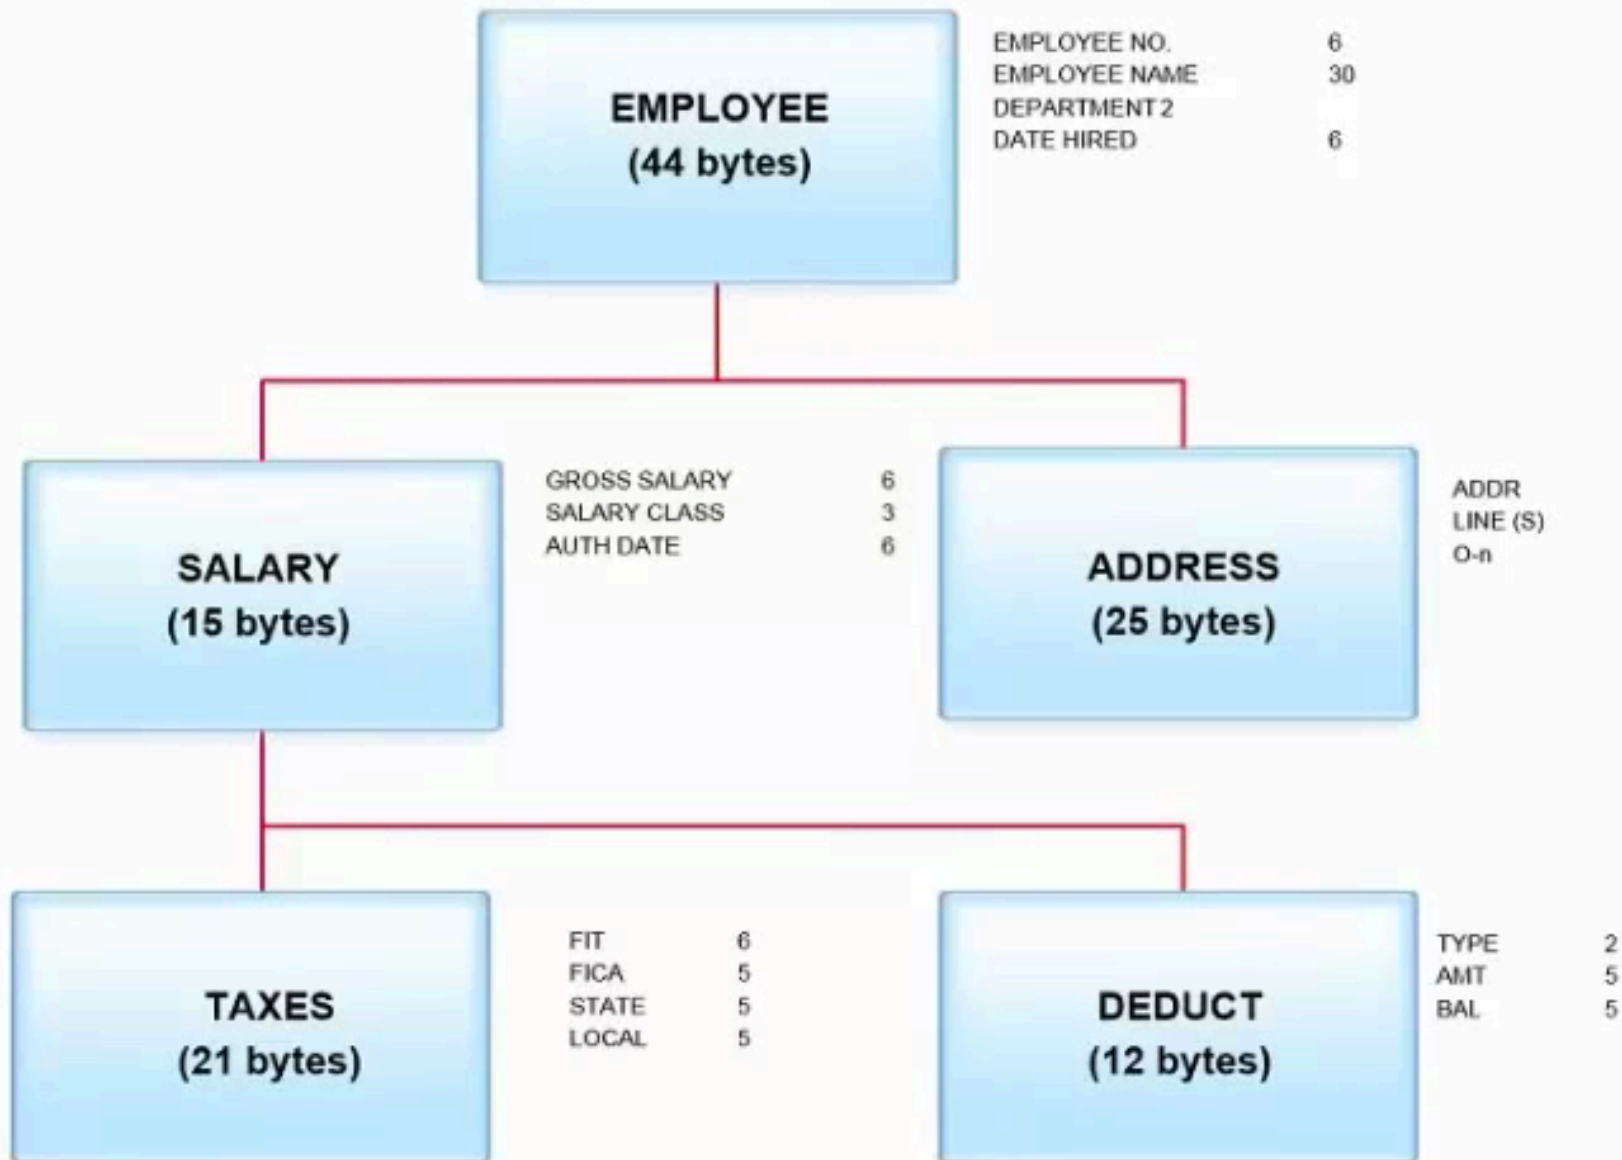 EMPLOYEE
(44 bytes)
EMPLOYEE NO. 6
EMPLOYEE NAME 30
DEPARTMENT 2
DATE HIRED 6
SALARY
(15 bytes)
GROSS SALARY 6
SALARY CLASS 3
AUTH DATE 6
ADDRESS
(25 bytes)
ADDR
LINE (S)
O-n
TAXES
(21 bytes)
FIT 6
FICA 5
STATE 5
LOCAL 5
DEDUCT
(12 bytes)
TYPE 2
AMT 5
BAL 5